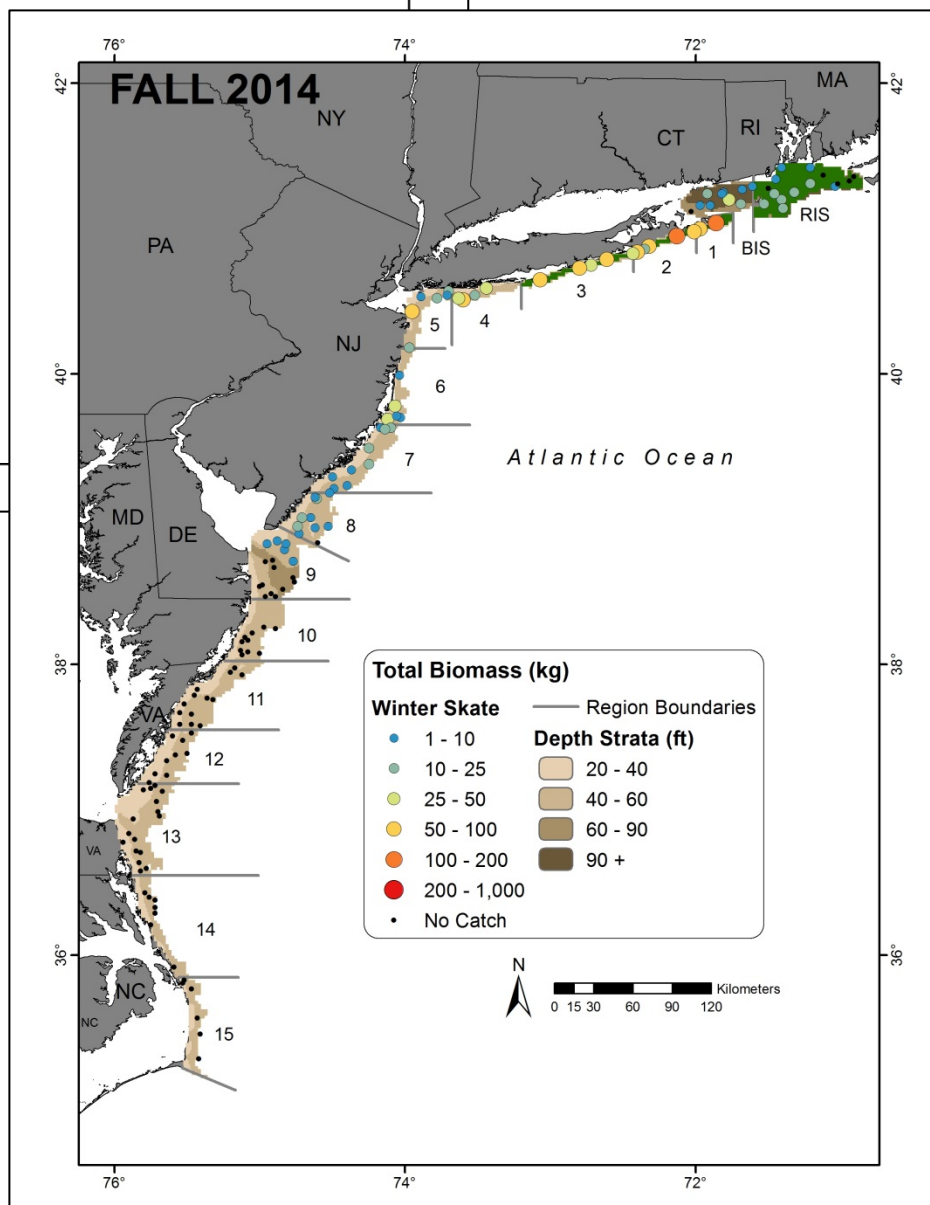 76° 74° 72°
42° 42°
FALL 2014
MA
NY
CT
RI
RIS
PA
BIS
1
2
3
4
5
NJ
40° 40°
6
Atlantic Ocean
7
MD
DE
8
9
10
38° 38°
11
VA
12
13
VA
14
36° 36°
NC
NC
15
Total Biomass (kg)
Winter Skate
1 - 10
10 - 25
25 - 50
50 - 100
100 - 200
200 - 1,000
No Catch
Region Boundaries
Depth Strata (ft)
20 - 40
40 - 60
60 - 90
90 +
N
Kilometers
0 15 30 60 90 120
76° 74° 72°